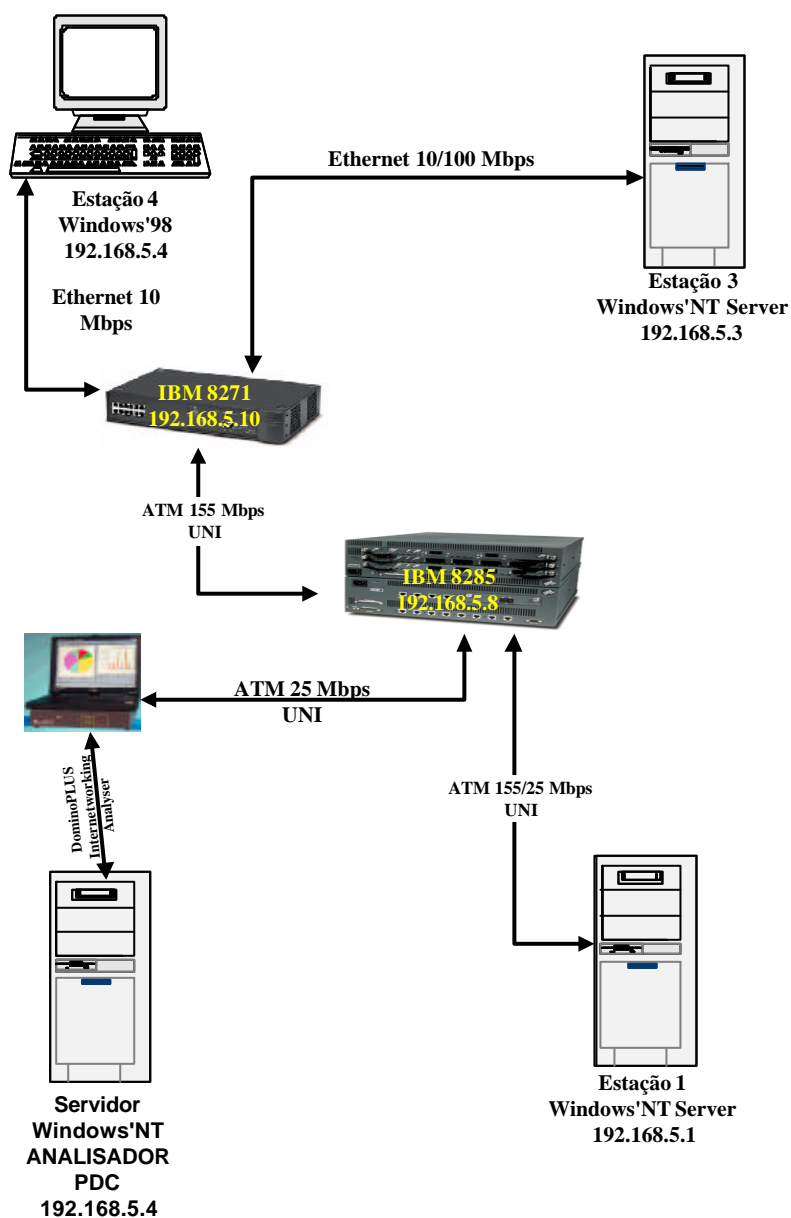 Estação 4
Windows'98
192.168.5.4
Ethernet 10/100 Mbps
Estação 3
Windows'NT Server
192.168.5.3
Ethernet 10
Mbps
IBM 8271
192.168.5.10
ATM 155 Mbps
UNI
IBM 8285
192.168.5.8
ATM 25 Mbps
UNI
DominoPLUS
Internetworking
Analyser
ATM 155/25 Mbps
UNI
Estação 1
Windows'NT Server
192.168.5.1
Servidor
Windows'NT
ANALISADOR
PDC
192.168.5.4